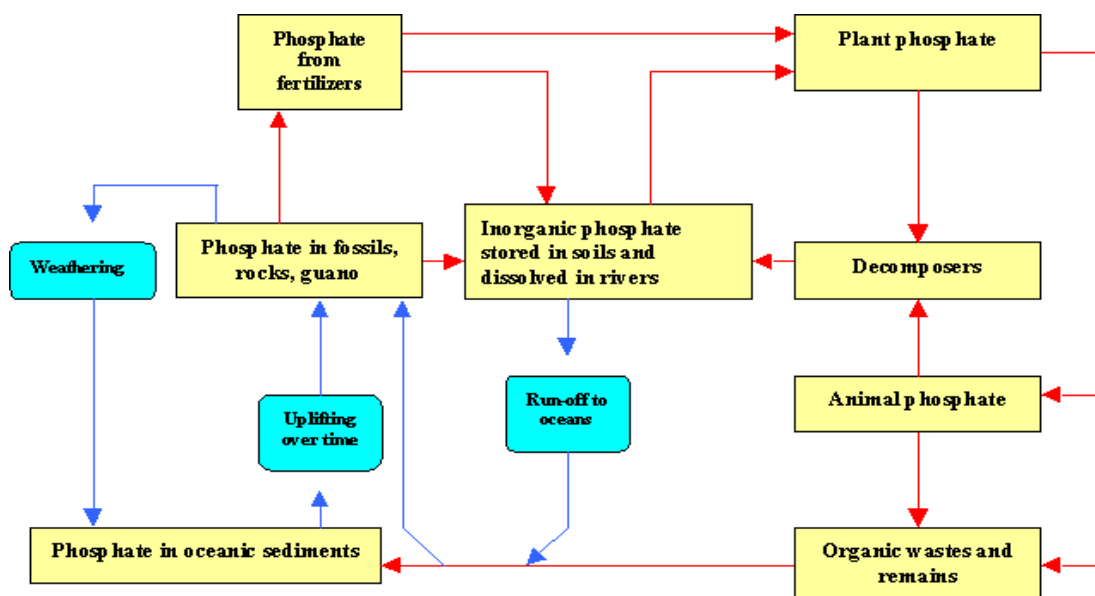 Phosphate
from
fertilizers
Plant phosphate
Weathering
Phosphate in fossils,
rocks, guano
Inorganic phosphate
stored in soils and
dissolved in rivers
Decomposers
Uplifting
over time
Run-off to
oceans
Animal phosphate
Phosphate in oceanic sediments
Organic wastes and
remains